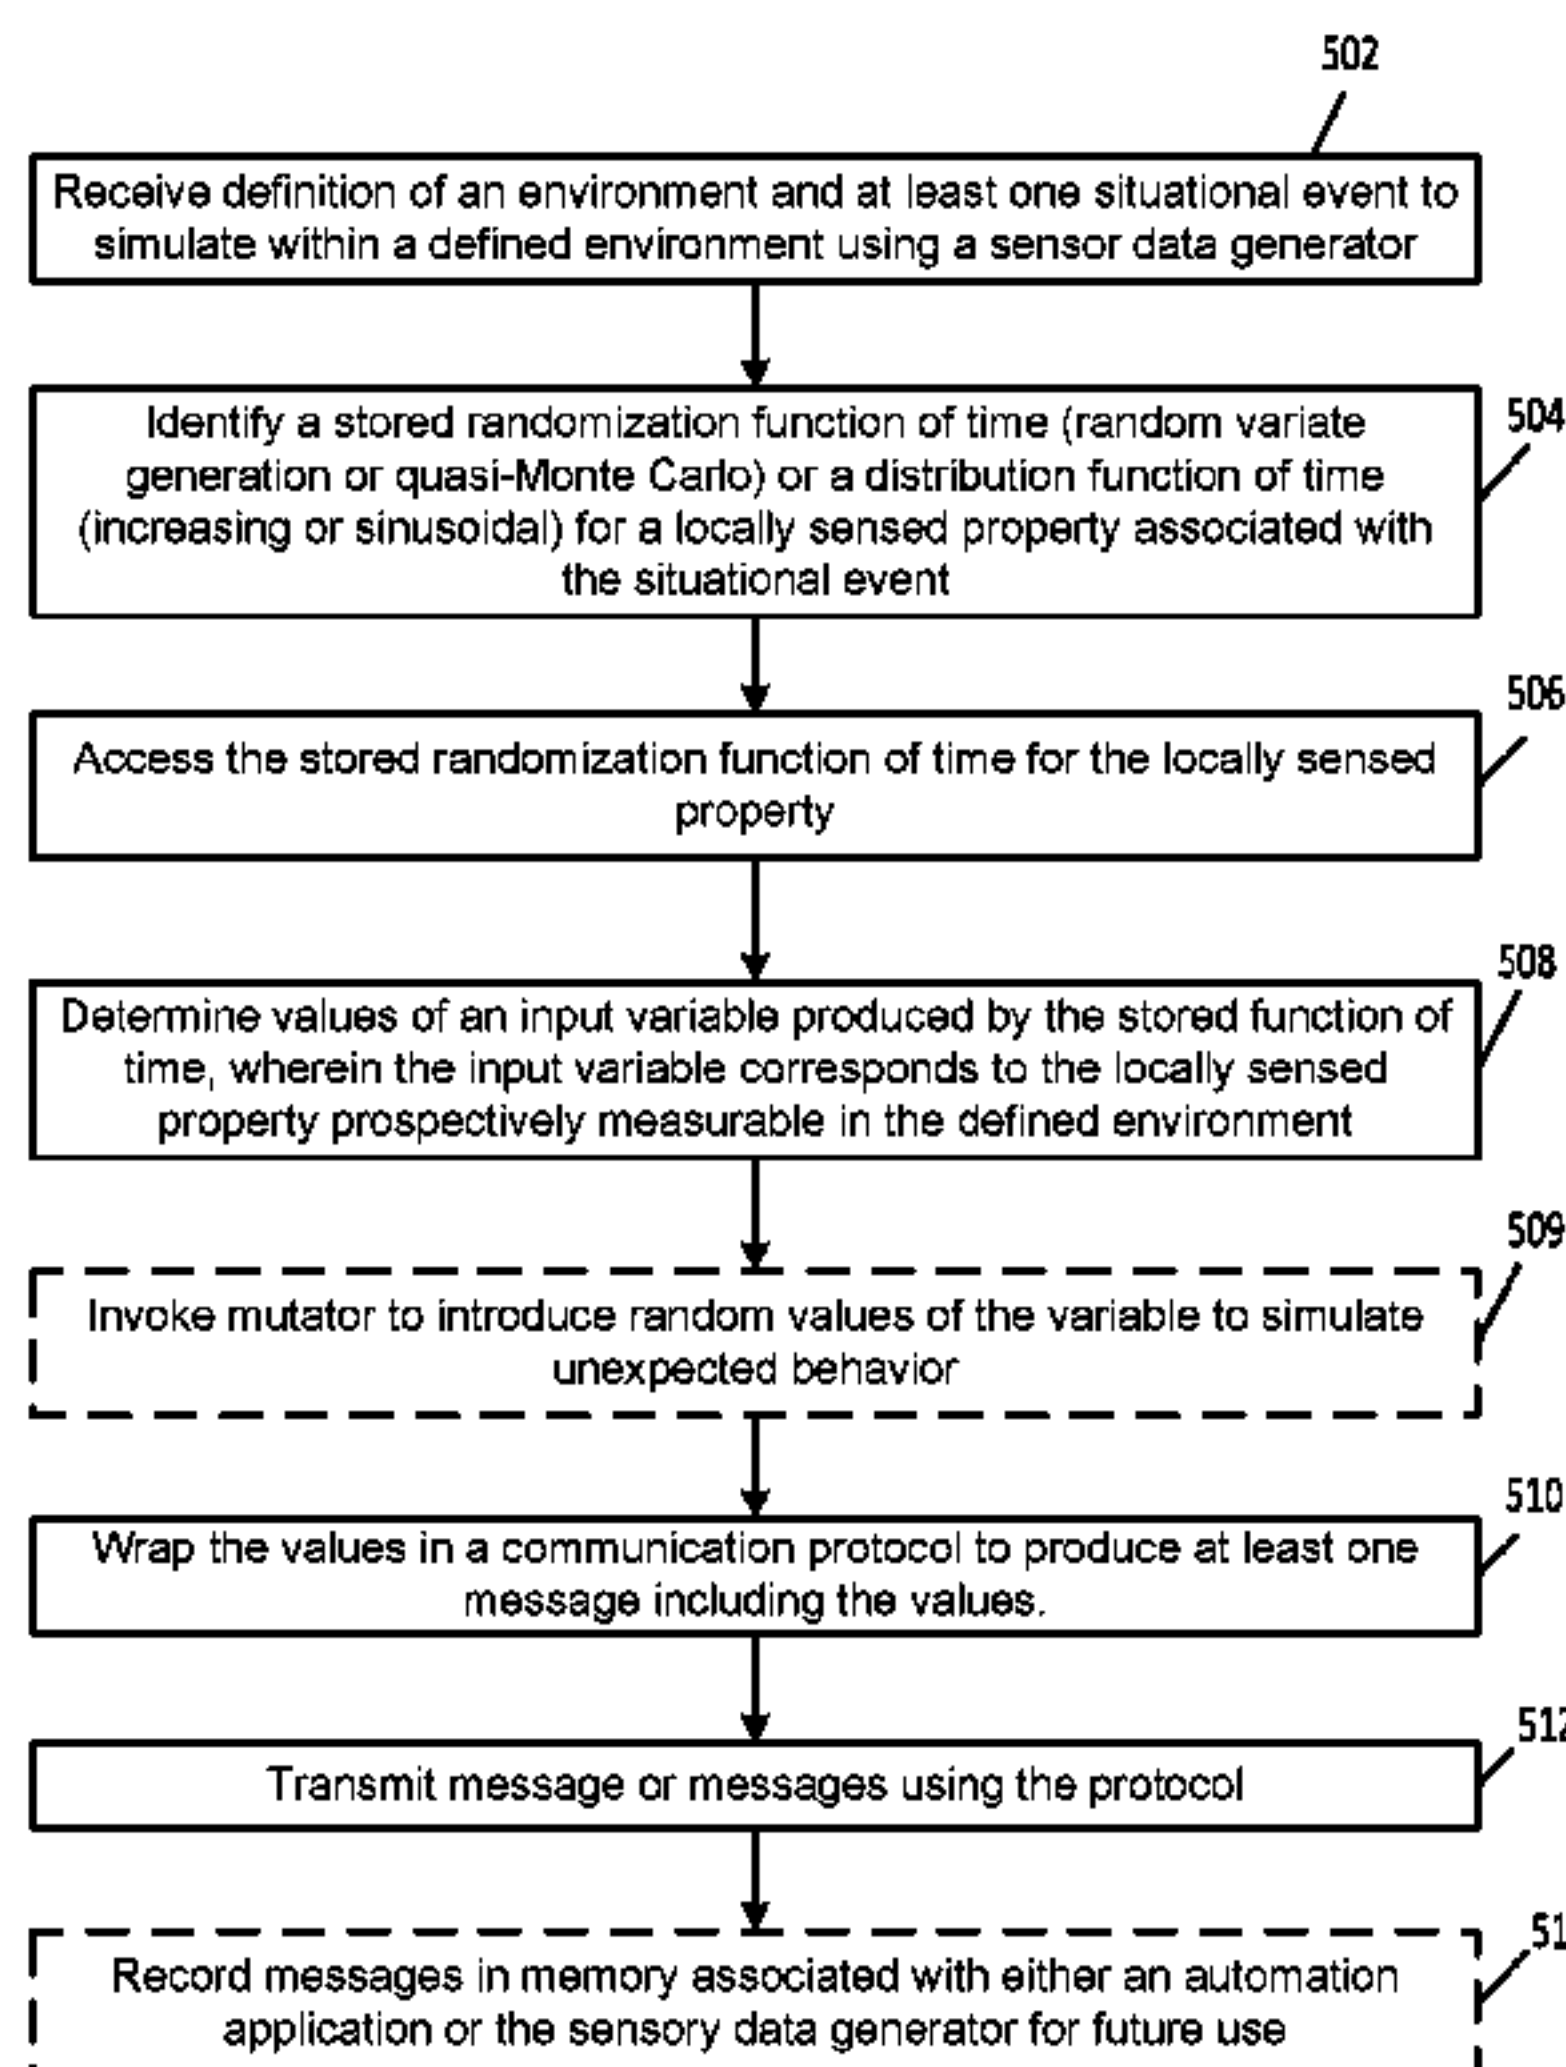 502
Receive definition of an environment and at least one situational event to
simulate within a defined environment using a sensor data generator
504
Identify a stored randomization function of time (random variate
generation or quasi-Monte Carlo) or a distribution function of time
(increasing or sinusoidal) for a locally sensed property associated with
the situational event
506
Access the stored randomization function of time for the locally sensed
property
508
Determine values of an input variable produced by the stored function of
time, wherein the input variable corresponds to the locally sensed
property prospectively measurable in the defined environment
509
Invoke mutator to introduce random values of the variable to simulate
unexpected behavior
510
Wrap the values in a communication protocol to produce at least one
message including the values.
512
Transmit message or messages using the protocol
Record messages in memory associated with either an automation
application or the sensory data generator for future use